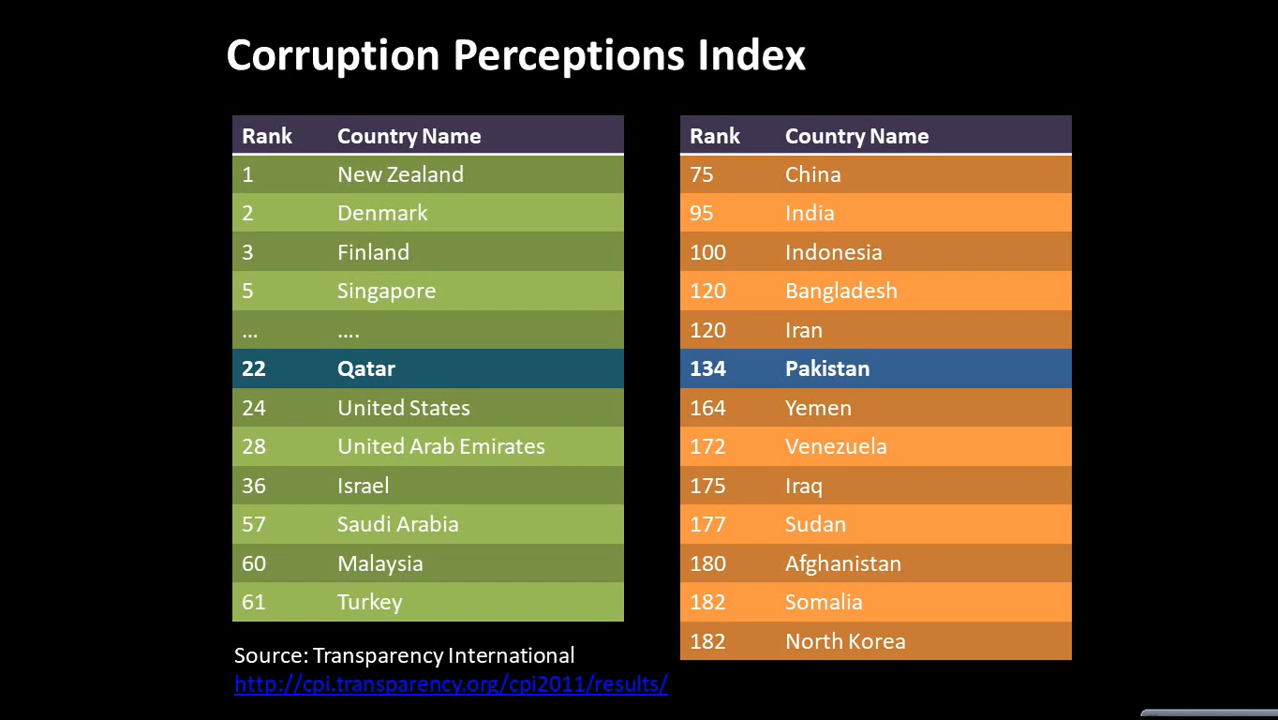 Corruption Perceptions Index
Rank Country Name
1 New Zealand
2 Denmark
3 Finland
5 Singapore
... ....
22 Qatar
24 United States
28 United Arab Emirates
36 Israel
57 Saudi Arabia
60 Malaysia
61 Turkey
Source: Transparency International
http://cpi.transparency.org/cpi2011/results/
Rank Country Name
75 China
95 India
100 Indonesia
120 Bangladesh
120 Iran
134 Pakistan
164 Yemen
172 Venezuela
175 Iraq
177 Sudan
180 Afghanistan
182 Somalia
182 North Korea